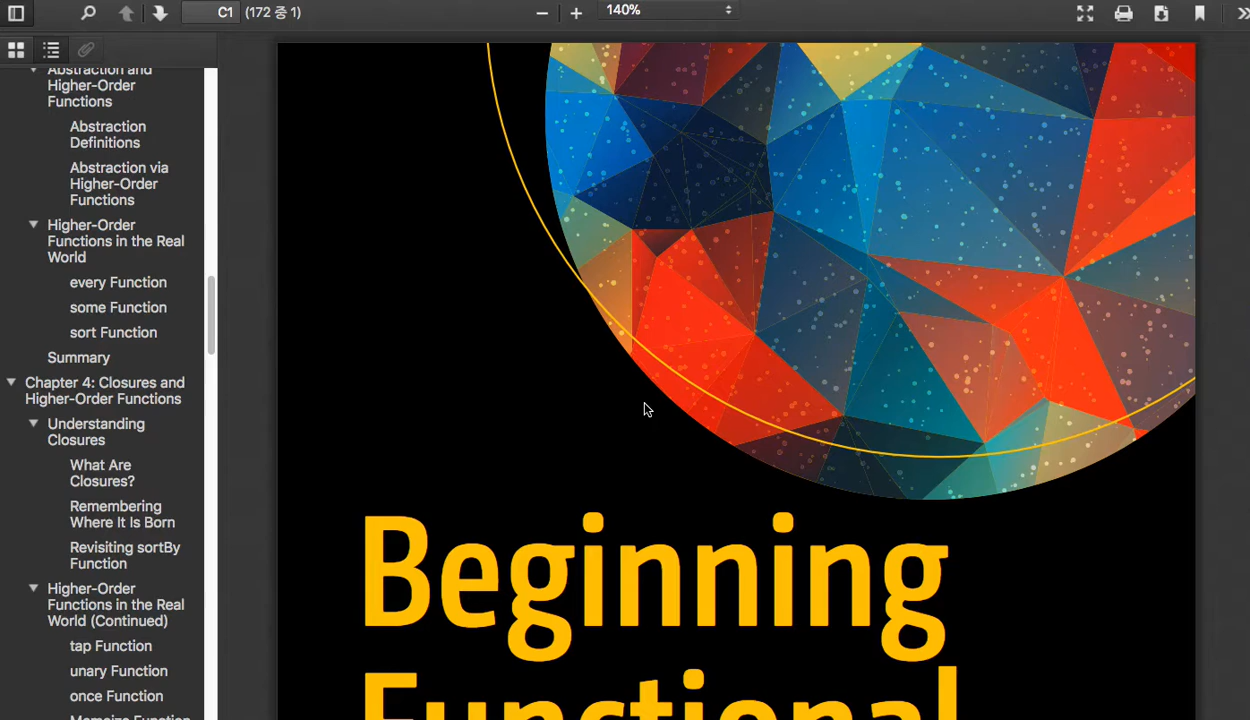 C1 (172 중 1)
140%
Abstraction and
Higher-Order
Functions
Abstraction
Definitions
Abstraction via
Higher-Order
Functions
Higher-Order
Functions in the Real
World
every Function
some Function
sort Function
Summary
Chapter 4: Closures and
Higher-Order Functions
Understanding
Closures
What Are
Closures?
Remembering
Where It Is Born
Revisiting sortBy
Function
Higher-Order
Functions in the Real
World (Continued)
tap Function
unary Function
once Function
Memoize Function
Beginning
Functional